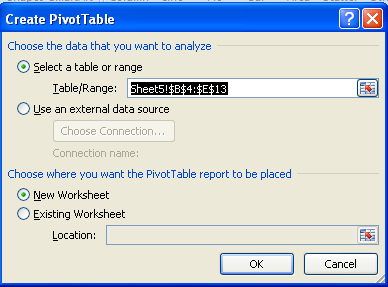 Create PivotTable
Choose the data that you want to analyze
Select a table or range
Table/Range: Sheet5!$B$4:$E$13
Use an external data source
Choose Connection...
Connection name:
Choose where you want the PivotTable report to be placed
New Worksheet
Existing Worksheet
Location:
OK Cancel